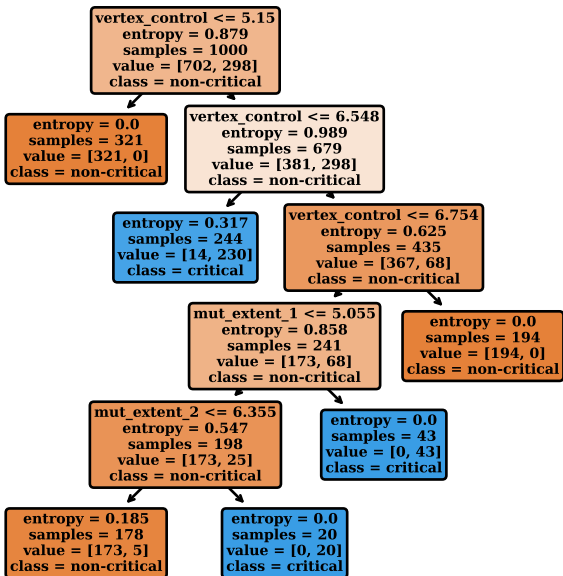 vertex_control <= 5.15
entropy = 0.879
samples = 1000
value = [702, 298]
class = non-critical
entropy = 0.0
samples = 321
value = [321, 0]
class = non-critical
vertex_control <= 6.548
entropy = 0.989
samples = 679
value = [381, 298]
class = non-critical
entropy = 0.317
samples = 244
value = [14, 230]
class = critical
vertex_control <= 6.754
entropy = 0.625
samples = 435
value = [367, 68]
class = non-critical
mut_extent_1 <= 5.055
entropy = 0.858
samples = 241
value = [173, 68]
class = non-critical
entropy = 0.0
samples = 194
value = [194, 0]
class = non-critical
mut_extent_2 <= 6.355
entropy = 0.547
samples = 198
value = [173, 25]
class = non-critical
entropy = 0.0
samples = 43
value = [0, 43]
class = critical
entropy = 0.185
samples = 178
value = [173, 5]
class = non-critical
entropy = 0.0
samples = 20
value = [0, 20]
class = critical